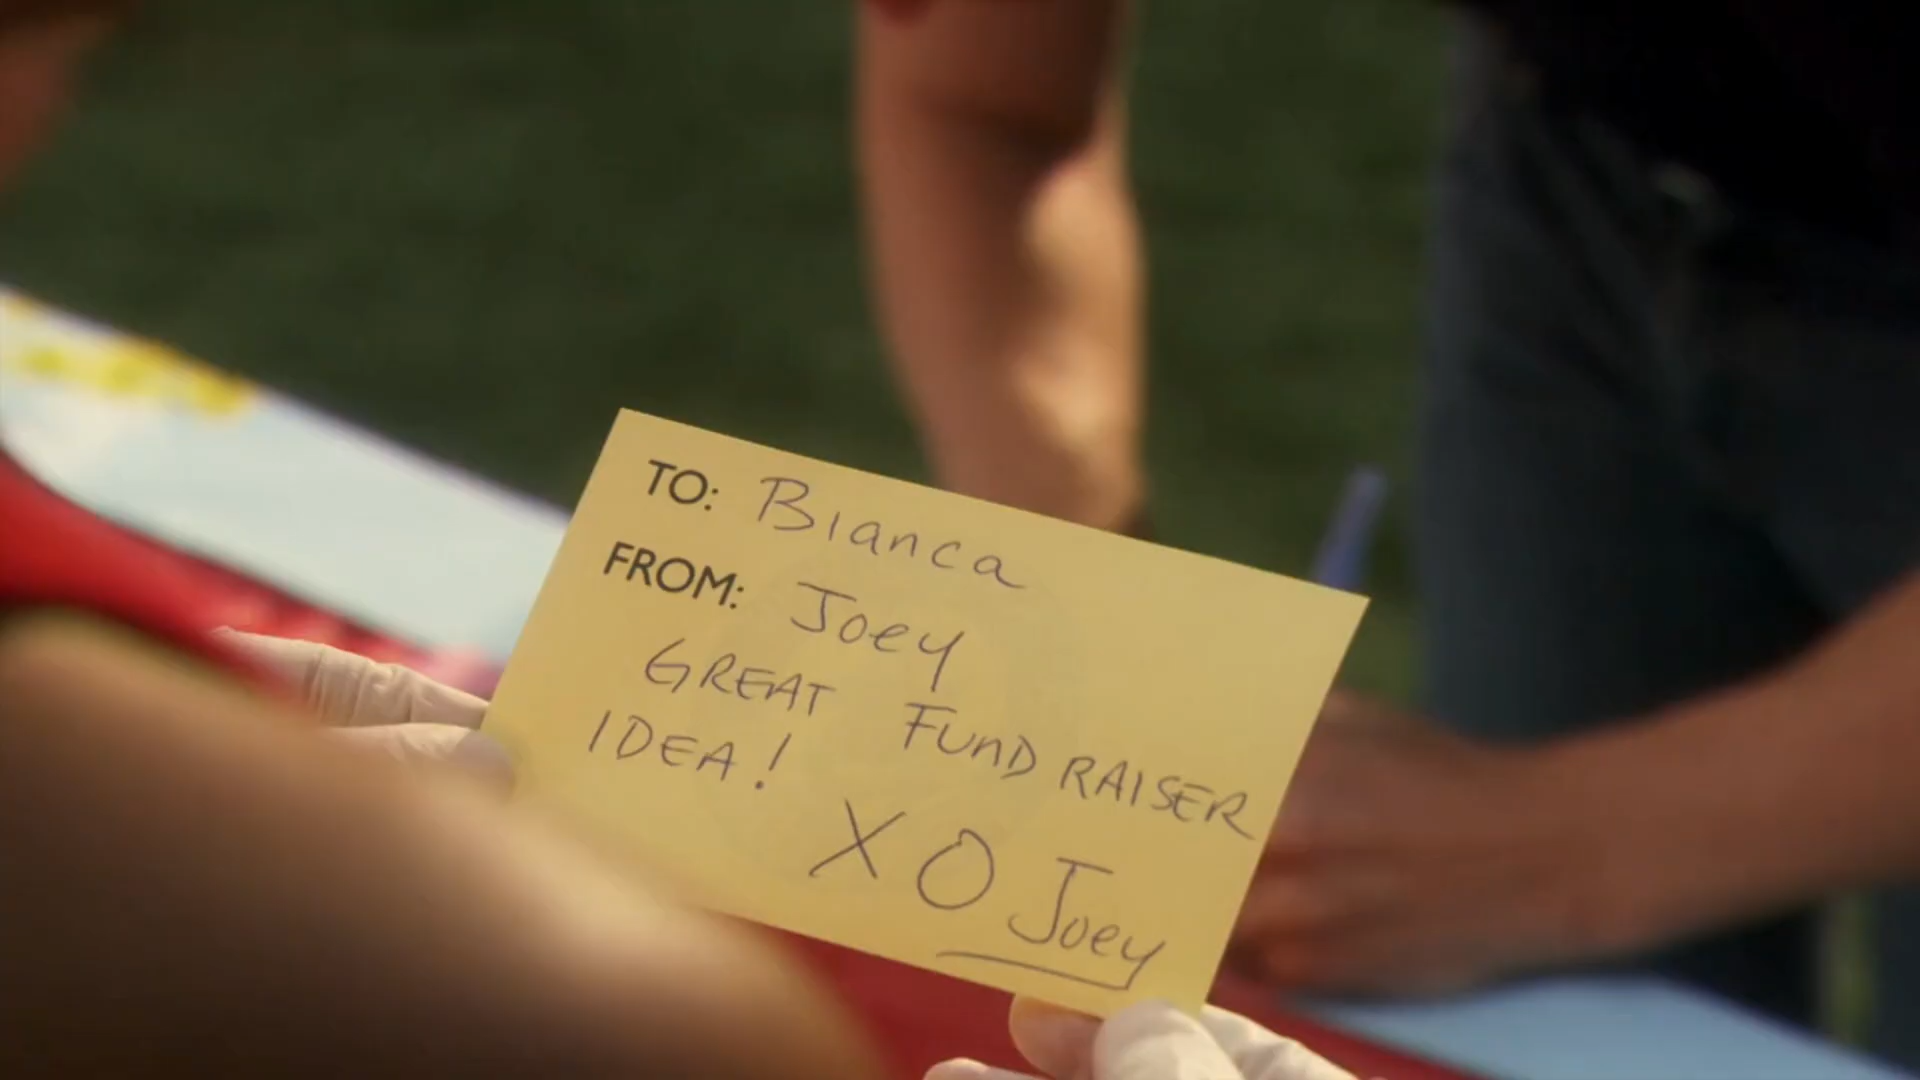 TO: Bianca
FROM: Joey
GREAT FUND RAISER
IDEA!
XO Joey